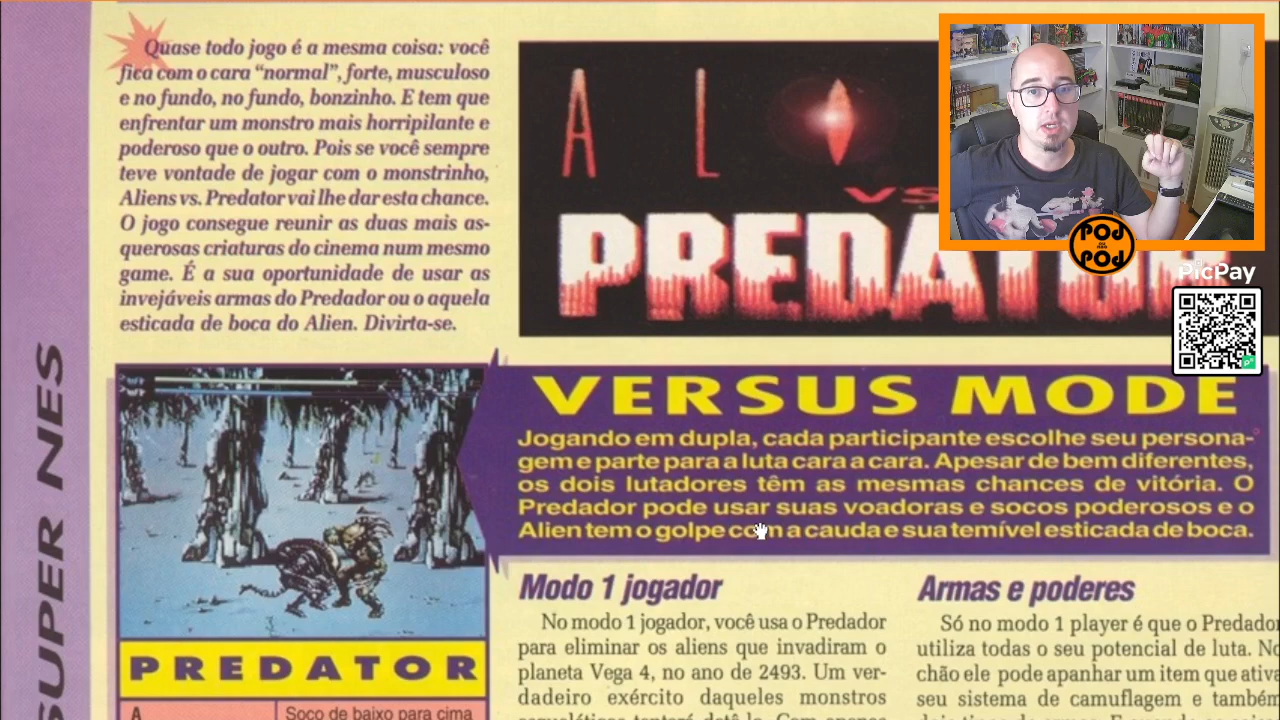 Quase todo jogo é a mesma coisa: você
fica com o cara “normal”, forte, musculoso
e no fundo, no fundo, bonzinho. E tem que
enfrentar um monstro mais horripilante e
poderoso que o outro. Pois se você sempre
teve vontade de jogar com o monstrinho,
Aliens vs. Predator vai lhe dar esta chance.
O jogo consegue reunir as duas mais as-
querosas criaturas do cinema num mesmo
game. É a sua oportunidade de usar as
invejáveis armas do Predador ou o aquela
esticada de boca do Alien. Divirta-se.
A L
VS
PREDATOR
POd
POd
PicPay
SUPER NES
VERSUS MODE
Jogando em dupla, cada participante escolhe seu persona-
gem e parte para a luta cara a cara. Apesar de bem diferentes,
os dois lutadores têm as mesmas chances de vitória. O
Predador pode usar suas voadoras e socos poderosos e o
Alien tem o golpe com a cauda e sua temível esticada de boca.
PREDATOR
A
Soco de baixo para cima
Modo 1 jogador
No modo 1 jogador, você usa o Predador
para eliminar os aliens que invadiram o
planeta Vega 4, no ano de 2493. Um ver-
dadeiro exército daqueles monstros
Armas e poderes
Só no modo 1 player é que o Predador
utiliza todas o seu potencial de luta. No
chão ele pode apanhar um item que ativa
seu sistema de camuflagem e também